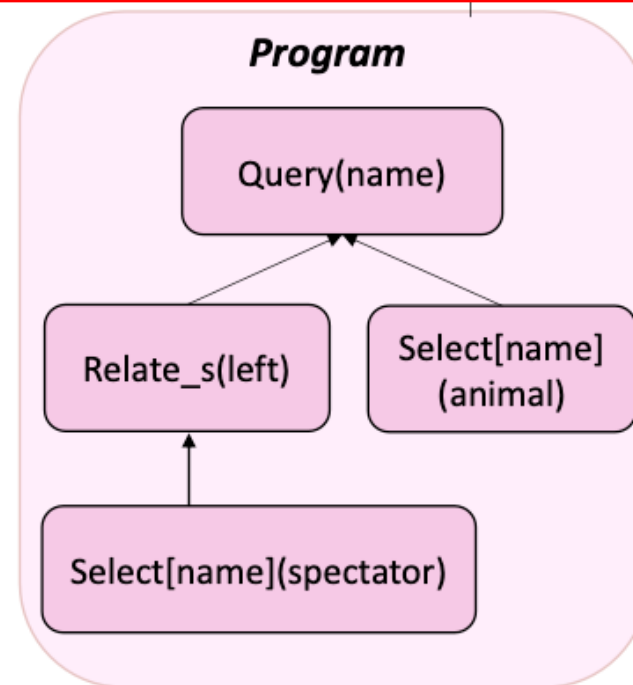 Program
Query(name)
Relate_s(left)
Select[name]
(animal)
Select[name](spectator)